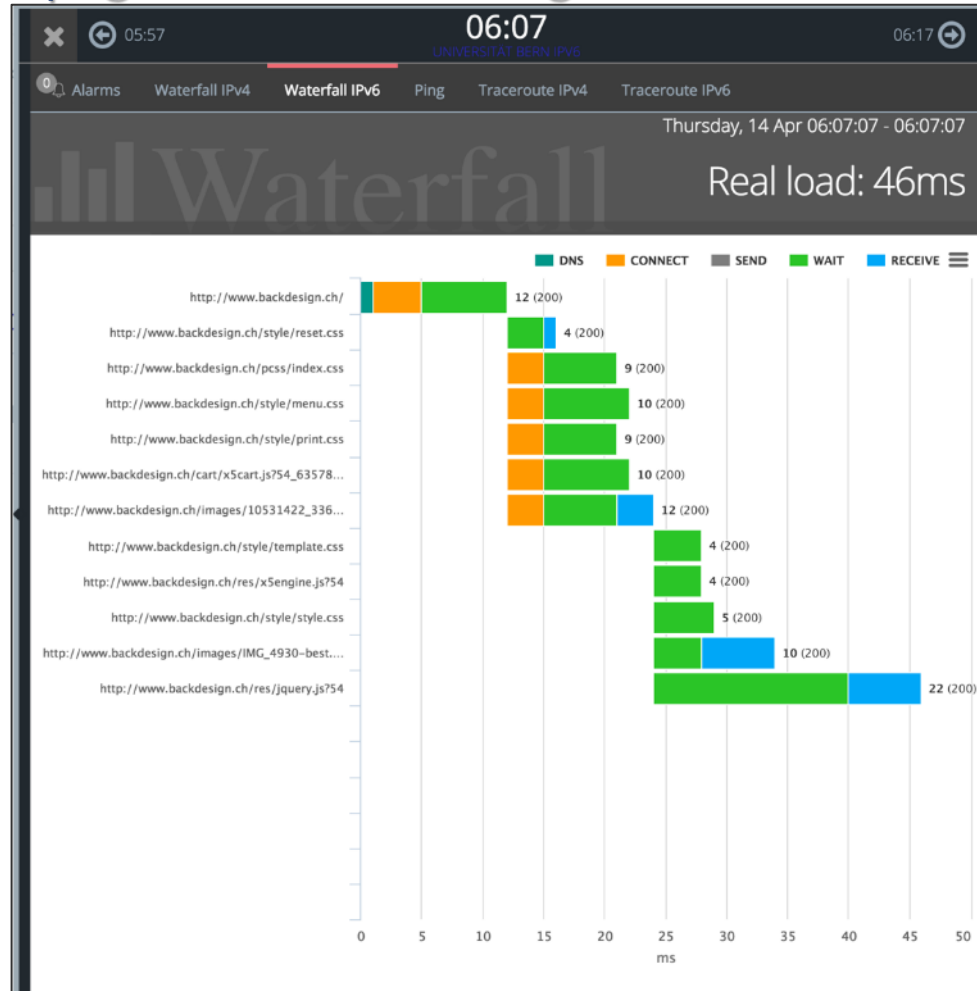 05:57
06:07
06:17
UNIVERSITÄT BERN IPV6
0 Alarms Waterfall IPv4 Waterfall IPv6 Ping Traceroute IPv4 Traceroute IPv6
Thursday, 14 Apr 06:07:07 - 06:07:07
Waterfall
Real load: 46ms
DNS CONNECT SEND WAIT RECEIVE
http://www.backdesign.ch/ 12 (200)
http://www.backdesign.ch/style/reset.css 4 (200)
http://www.backdesign.ch/pcss/index.css 9 (200)
http://www.backdesign.ch/style/menu.css 10 (200)
http://www.backdesign.ch/style/print.css 9 (200)
http://www.backdesign.ch/cart/x5cart.js?54_63578... 10 (200)
http://www.backdesign.ch/images/10531422_336... 12 (200)
http://www.backdesign.ch/style/template.css 4 (200)
http://www.backdesign.ch/res/x5engine.js?54 4 (200)
http://www.backdesign.ch/style/style.css 5 (200)
http://www.backdesign.ch/images/IMG_4930-best.... 10 (200)
http://www.backdesign.ch/res/jquery.js?54 22 (200)
0 5 10 15 20 25 30 35 40 45 50
ms